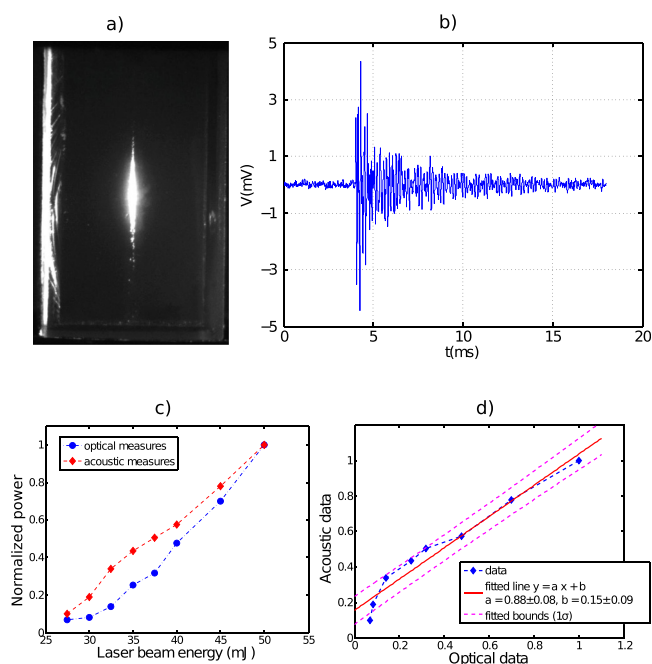 a)
b)
5
3
1
−1
−3
−5
V(mV)
0
5
10
15
20
t(ms)
c)
d)
1
0.8
0.6
0.4
0.2
0
Normalized power
optical measures
acoustic measures
25
30
35
40
45
50
55
Laser beam energy (mJ)
1
0.8
0.6
0.4
0.2
0
Acoustic data
data
fitted line y = a x + b
a = 0.88±0.08, b = 0.15±0.09
fitted bounds (1σ)
0
0.2
0.4
0.6
0.8
1
1.2
Optical data